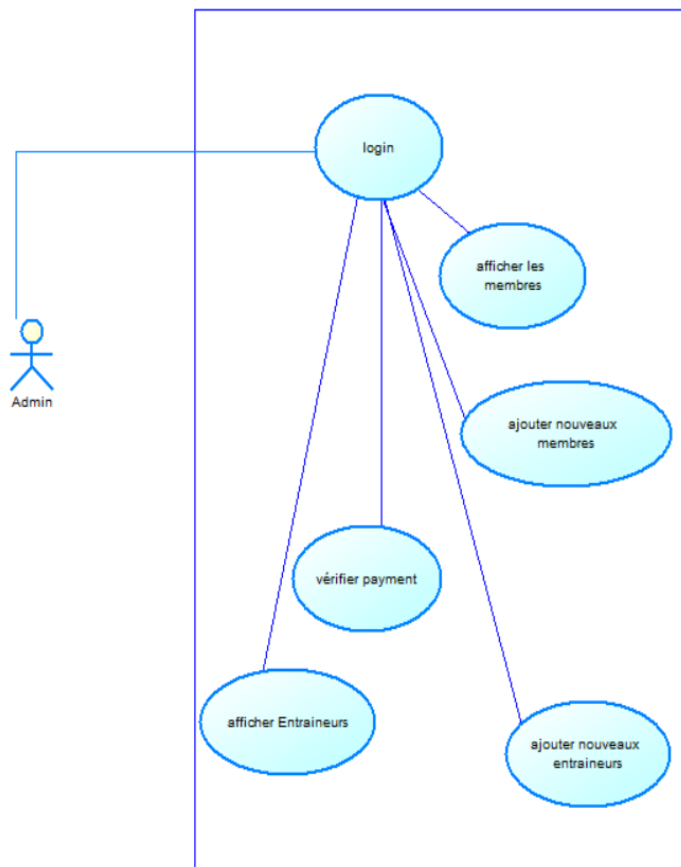 login
afficher les
membres
Admin
ajouter nouveaux
membres
vérifier payment
afficher Entraineurs
ajouter nouveaux
entraineurs